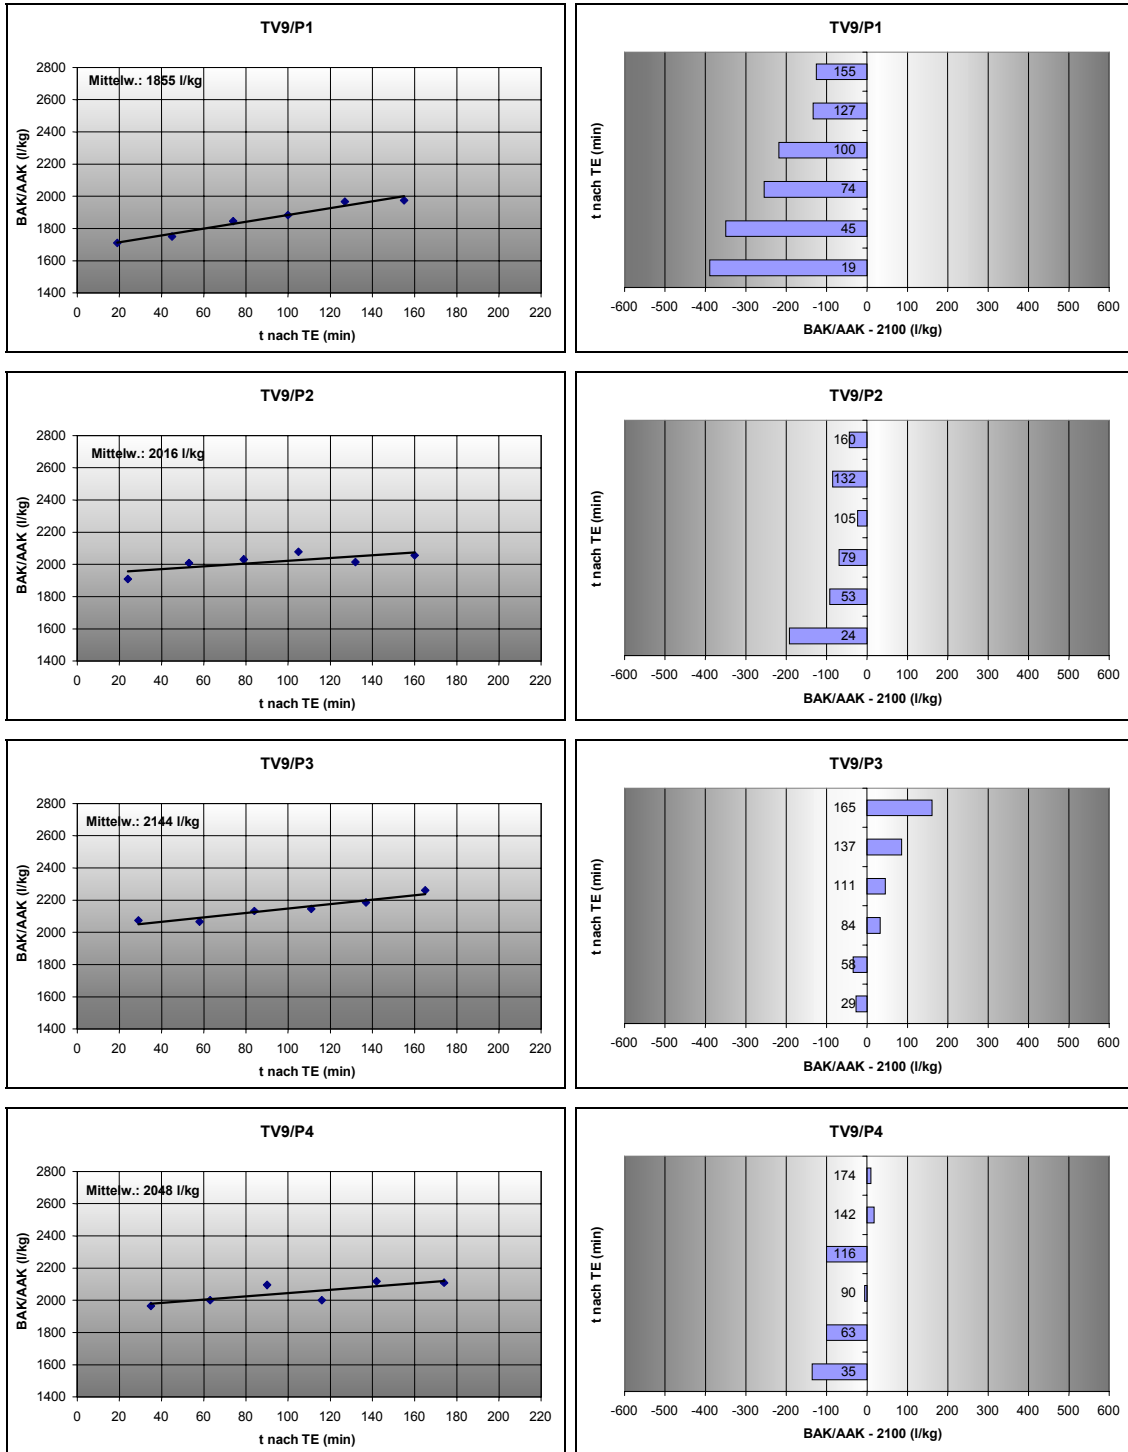 TV9/P1
Mittelw.: 1855 l/kg
BAK/AAK (l/kg)
2800
2600
2400
2200
2000
1800
1600
1400
0 20 40 60 80 100 120 140 160 180 200 220
t nach TE (min)
TV9/P1
t nach TE (min)
155
127
100
74
45
19
-600 -500 -400 -300 -200 -100 0 100 200 300 400 500 600
BAK/AAK - 2100 (l/kg)
TV9/P2
Mittelw.: 2016 l/kg
BAK/AAK (l/kg)
2800
2600
2400
2200
2000
1800
1600
1400
0 20 40 60 80 100 120 140 160 180 200 220
t nach TE (min)
TV9/P2
t nach TE (min)
160
132
105
79
53
24
-600 -500 -400 -300 -200 -100 0 100 200 300 400 500 600
BAK/AAK - 2100 (l/kg)
TV9/P3
Mittelw.: 2144 l/kg
BAK/AAK (l/kg)
2800
2600
2400
2200
2000
1800
1600
1400
0 20 40 60 80 100 120 140 160 180 200 220
t nach TE (min)
TV9/P3
t nach TE (min)
165
137
111
84
58
29
-600 -500 -400 -300 -200 -100 0 100 200 300 400 500 600
BAK/AAK - 2100 (l/kg)
TV9/P4
Mittelw.: 2048 l/kg
BAK/AAK (l/kg)
2800
2600
2400
2200
2000
1800
1600
1400
0 20 40 60 80 100 120 140 160 180 200 220
t nach TE (min)
TV9/P4
t nach TE (min)
174
142
116
90
63
35
-600 -500 -400 -300 -200 -100 0 100 200 300 400 500 600
BAK/AAK - 2100 (l/kg)